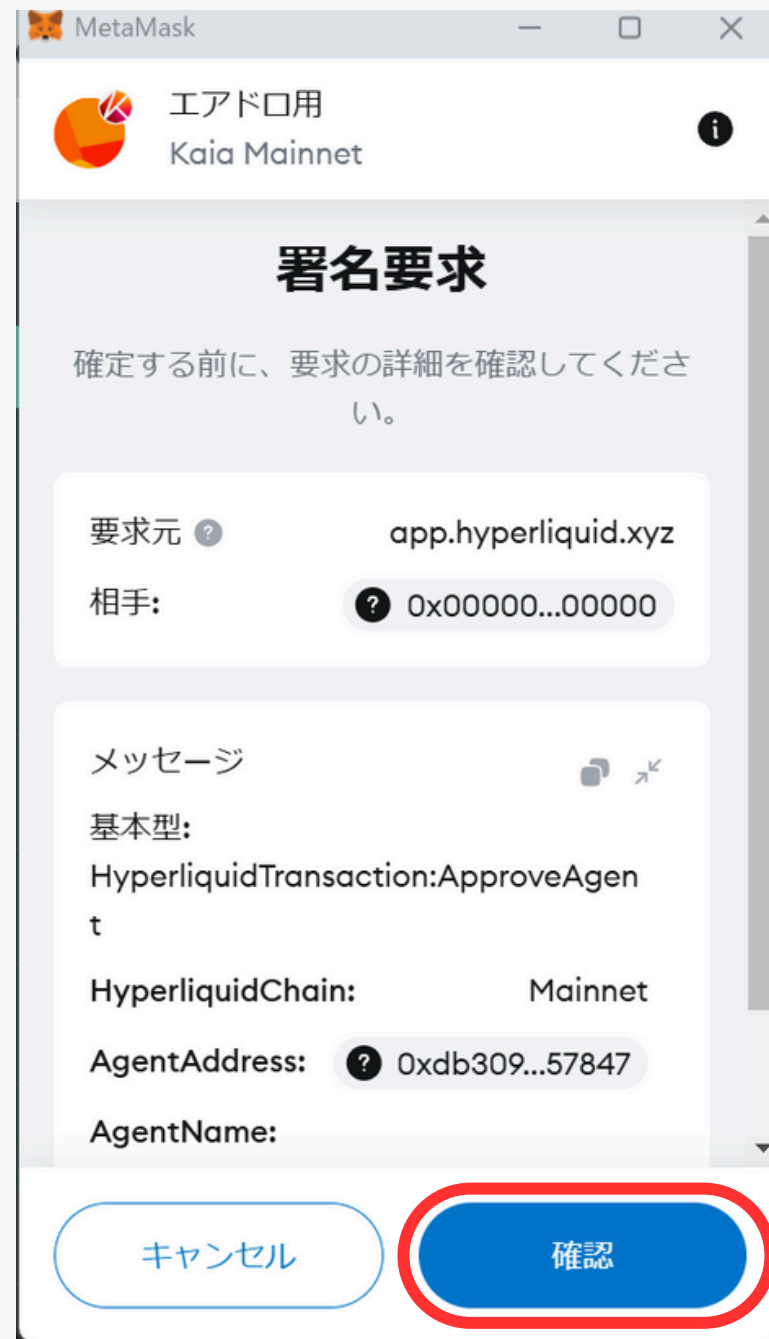 MetaMask
エアドロ用
Kaia Mainnet
署名要求
確定する前に、要求の詳細を確認してくださ
い。
要求元 app.hyperliquid.xyz
相手: 0x00000...00000
メッセージ
基本型:
HyperliquidTransaction:ApproveAgen
t
HyperliquidChain: Mainnet
AgentAddress: 0xdb309...57847
AgentName:
キャンセル 確認